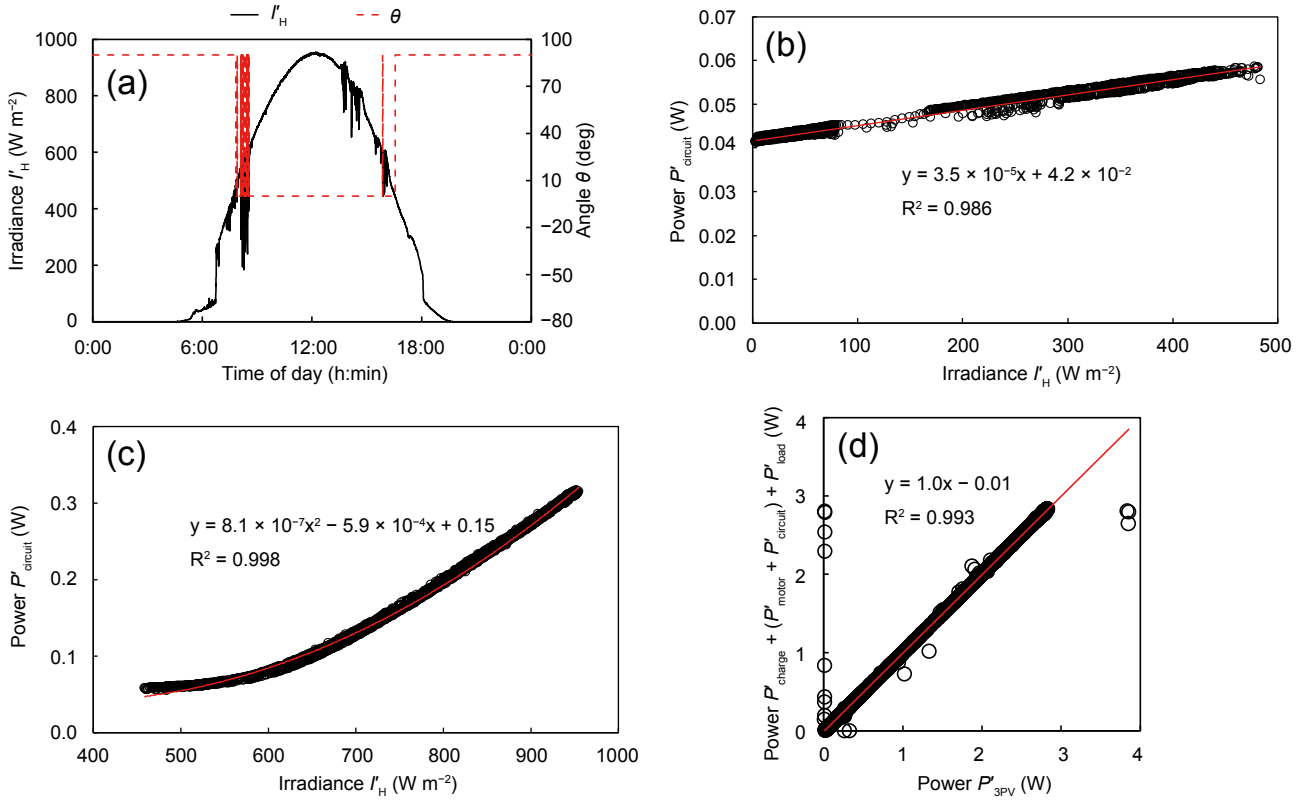 I′H
θ
(a)
Irradiance I′H (W m−2)
1000
800
600
400
200
0
100
90
40
Angle θ (deg)
−10
0
−50
−80
0:00
6:00
12:00
18:00
0:00
Time of day (h:min)
(b)
Power P′circuit (W)
0.07
0.06
0.05
0.04
0.03
0.02
0.01
0.00
y = 3.5 × 10−5x + 4.2 × 10−2
R2 = 0.986
0
100
200
300
400
500
Irradiance I′H (W m−2)
(c)
Power P′circuit (W)
0.4
0.3
0.2
0.1
0.0
y = 8.1 × 10−7x2 − 5.9 × 10−4x + 0.15
R2 = 0.998
400
500
600
700
800
900
1000
Irradiance I′H (W m−2)
(d)
Power P′charge + (P′motor + P′circuit) + P′load (W)
4
3
2
1
0
y = 1.0x − 0.01
R2 = 0.993
0
1
2
3
4
Power P′3PV (W)